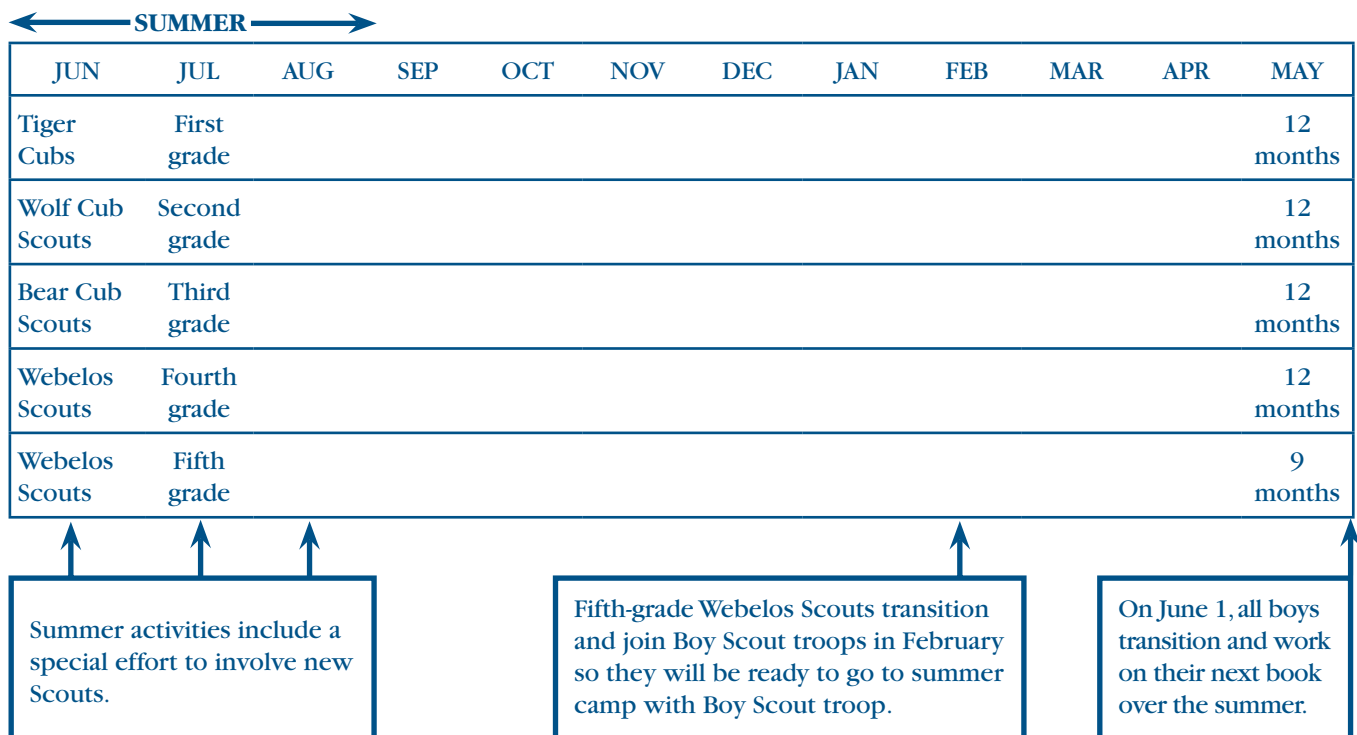 SUMMER
JUN JUL AUG SEP OCT NOV DEC JAN FEB MAR APR MAY
Tiger First 12
Cubs grade months
Wolf Cub Second 12
Scouts grade months
Bear Cub Third 12
Scouts grade months
Webelos Fourth 12
Scouts grade months
Webelos Fifth 9
Scouts grade months
Summer activities include a
special effort to involve new
Scouts.
Fifth-grade Webelos Scouts transition
and join Boy Scout troops in February
so they will be ready to go to summer
camp with Boy Scout troop.
On June 1, all boys
transition and work
on their next book
over the summer.